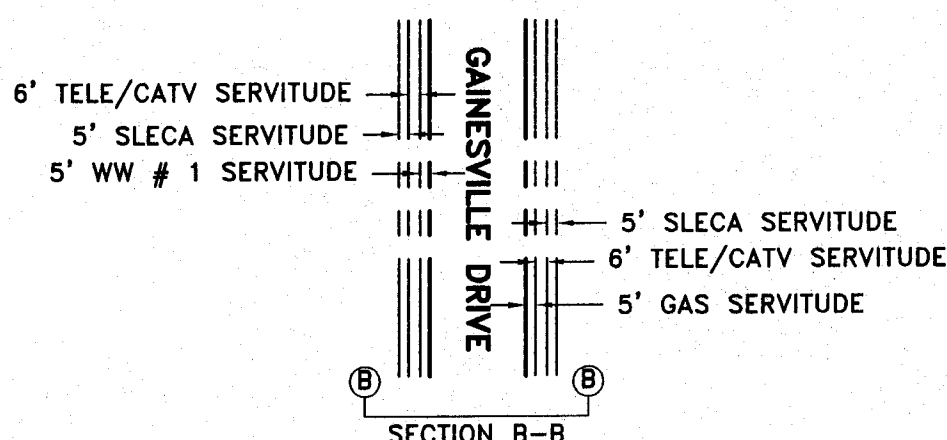 GAINESVILLE DRIVE
6' TELE/CATV SERVITUDE
5' SLECA SERVITUDE
5' WW # 1 SERVITUDE
5' SLECA SERVITUDE
6' TELE/CATV SERVITUDE
5' GAS SERVITUDE
B
B
SECTION B-B